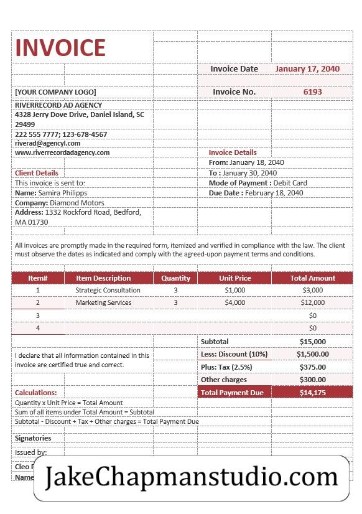 INVOICE
Invoice Date January 17, 2040
[YOUR COMPANY LOGO] Invoice No. 6193
RIVERRECORD AD AGENCY
4328 Jerry Dove Drive, Daniel Island, SC
29499
222 555 7777; 123-678-4567
riverad@agencyl.com
www.riverrecordadagency.com
Invoice Details
From: January 18, 2040
Client Details To : January 30, 2040
This invoice is sent to: Mode of Payment : Debit Card
Name: Samira Philipps Due Date : February 18, 2040
Company: Diamond Motors
Address: 1332 Rockford Road, Bedford,
MA 01730
All invoices are promptly made in the required form, itemized and verified in compliance with the law. The client
must observe the dates as indicated and comply with the agreed-upon payment terms and conditions.
Item# Item Description Quantity Unit Price Total Amount
1 Strategic Consultation 3 $1,000 $3,000
2 Marketing Services 3 $4,000 $12,000
3 $0
4 $0
Subtotal $15,000
I declare that all information contained in this Less: Discount (10%) $1,500.00
invoice are certified true and correct. Plus: Tax (2.5%) $375.00
Other charges $300.00
Calculations: Total Payment Due $14,175
Quantity x Unit Price = Total Amount
Sum of all items under Total Amount = Subtotal
Subtotal - Discount + Tax + Other charges = Total Payment Due
Signatories
Issued by:
Cleo
Name
JakeChapmanstudio.com